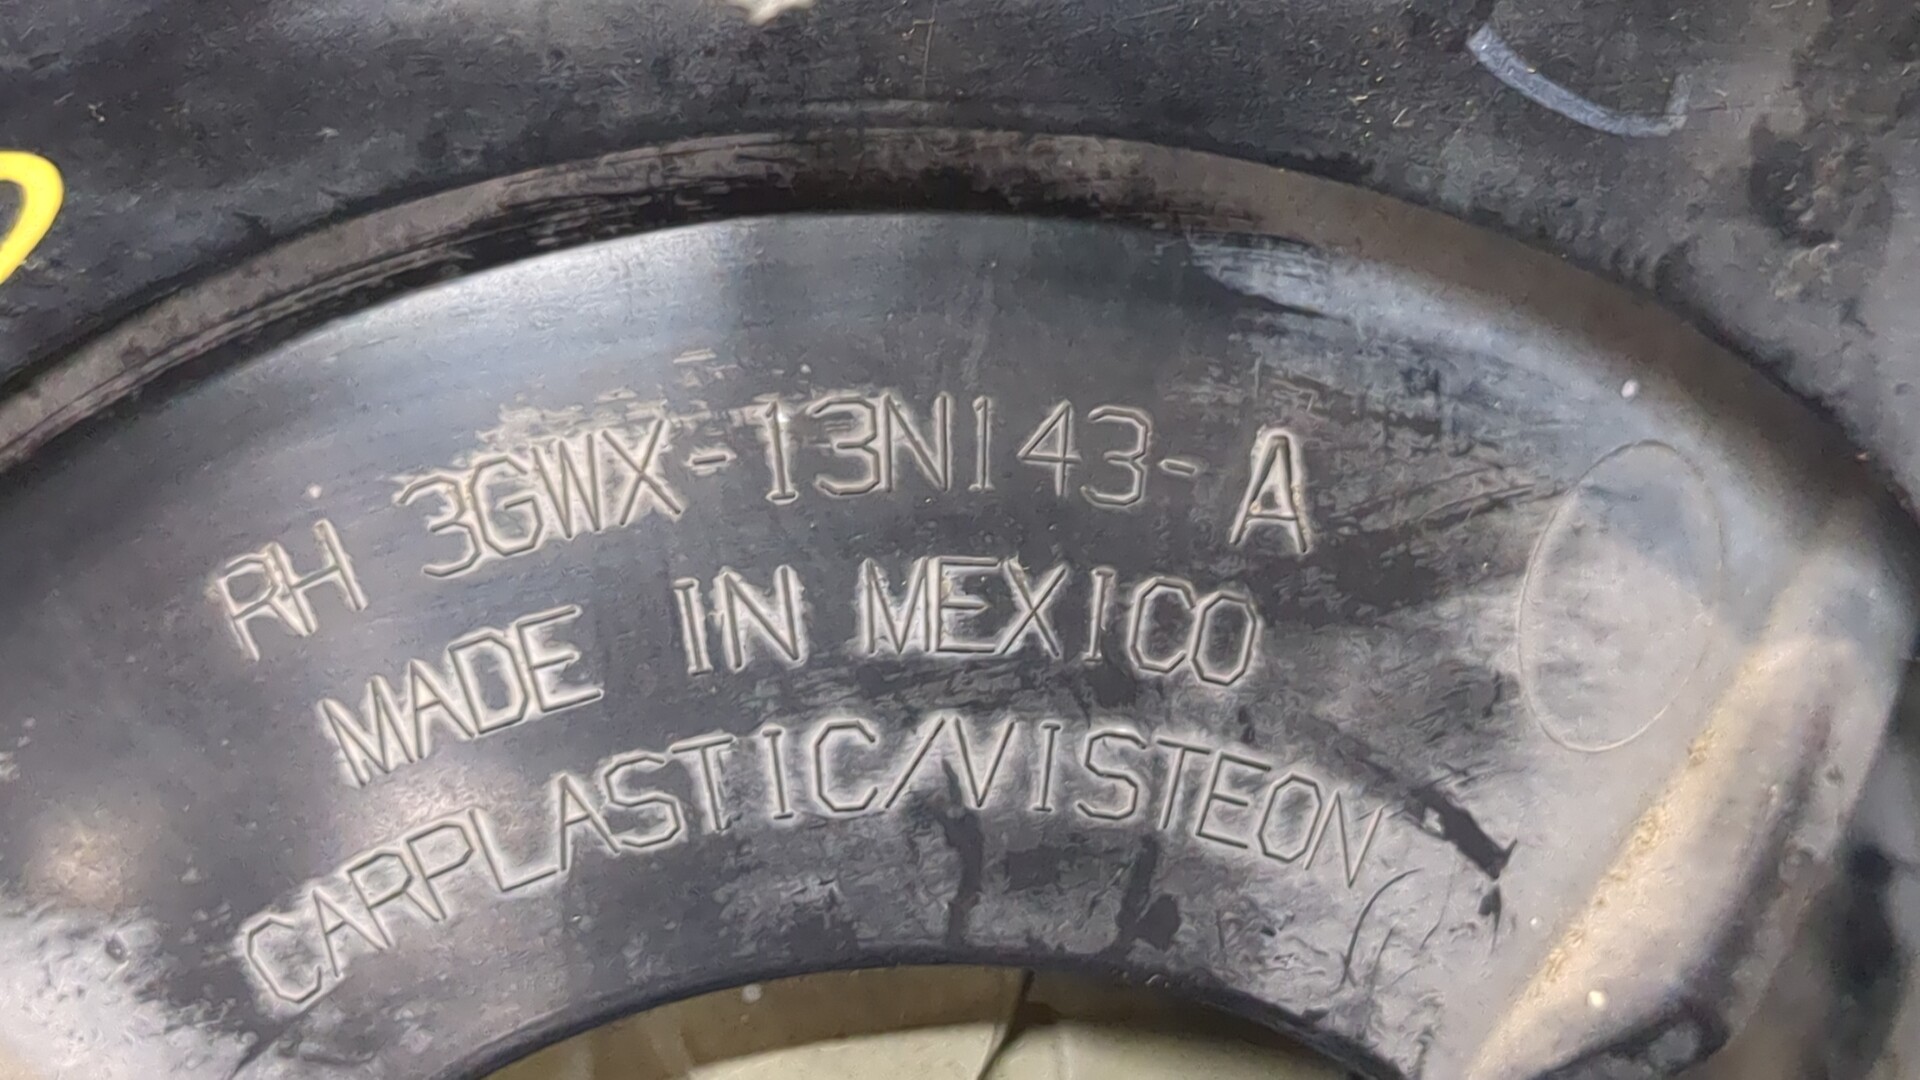 RH 3GWX-13N143-A
MADE IN MEXICO
CARPLASTIC/VISTEON